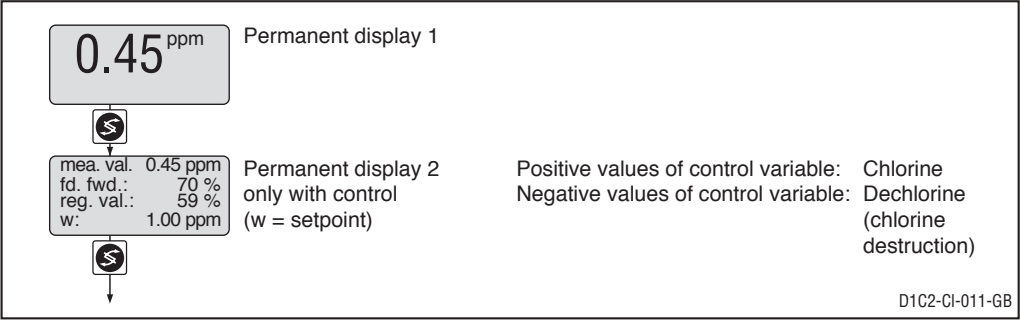 0.45 ppm
Permanent display 1
mea. val. 0.45 ppm
fd. fwd.: 70 %
reg. val.: 59 %
w: 1.00 ppm
Permanent display 2
only with control
(w = setpoint)
Positive values of control variable: Chlorine
Negative values of control variable: Dechlorine
(chlorine
destruction)
D1C2-Cl-011-GB